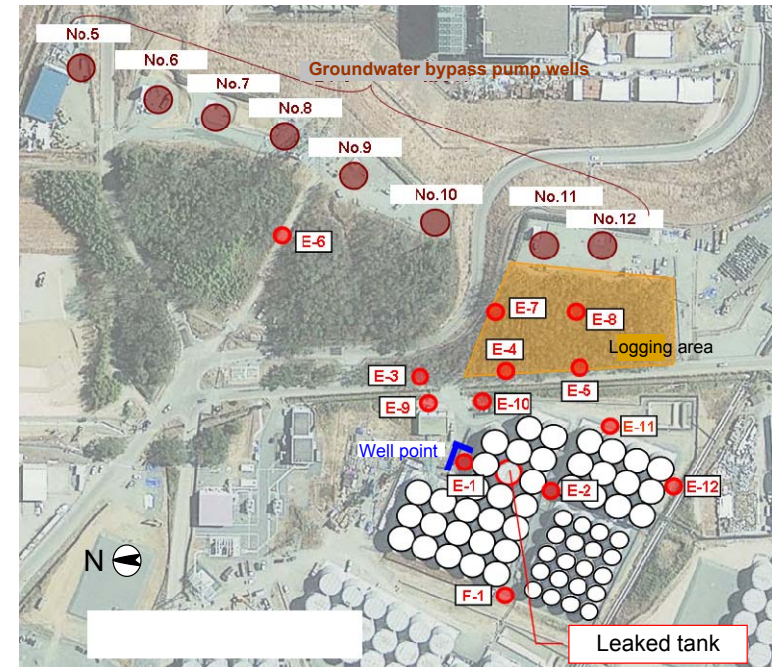 No.5
No.6
No.7
Groundwater bypass pump wells
No.8
No.9
No.10
No.11
No.12
E-6
E-7
E-8
Logging area
E-4
E-5
E-3
E-9
E-10
E-11
Well point
E-1
E-2
E-12
N
F-1
Leaked tank